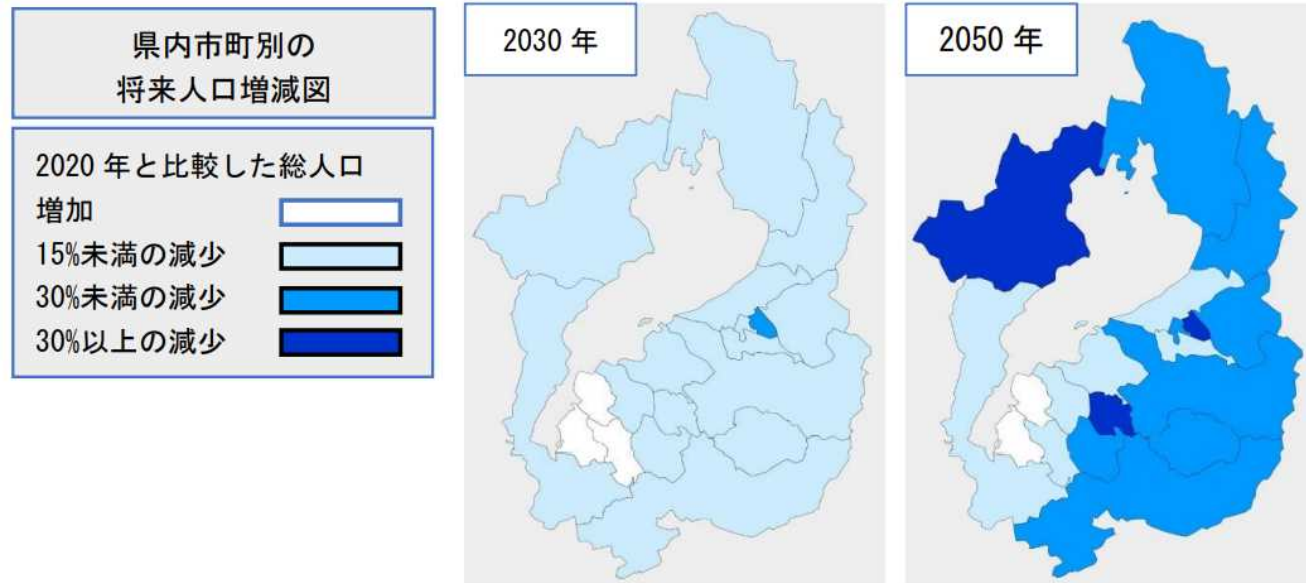 県内市町別の
将来人口増減図
2020年と比較した総人口
増加
15%未満の減少
30%未満の減少
30%以上の減少
2030年
2050年